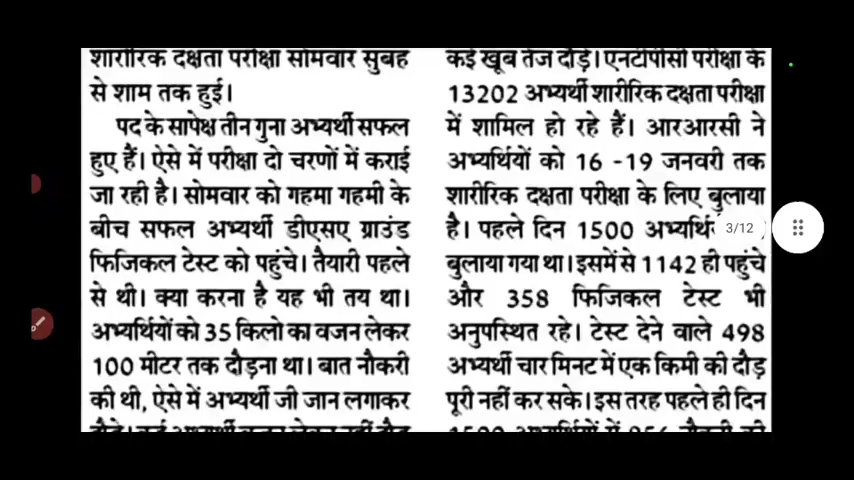 शारीरिक दक्षता परीक्षा सोमवार सुबह
से शाम तक हुई।
पद के सापेक्ष तीन गुना अभ्यर्थी सफल
हुए हैं। ऐसे में परीक्षा दो चरणों में कराई
जा रही है। सोमवार को गहमा गहमी के
बीच सफल अभ्यर्थी डीएसए ग्राउंड
फिजिकल टेस्ट को पहुंचे। तैयारी पहले
से थी। क्या करना है यह भी तय था।
अभ्यर्थियों को 35 किलो का वजन लेकर
100 मीटर तक दौड़ना था। बात नौकरी
की थी, ऐसे में अभ्यर्थी जी जान लगाकर
कई खूब तेज दौड़े। एनटीपीसी परीक्षा के
13202 अभ्यर्थी शारीरिक दक्षता परीक्षा
में शामिल हो रहे हैं। आरआरसी ने
अभ्यर्थियों को 16 -19 जनवरी तक
शारीरिक दक्षता परीक्षा के लिए बुलाया
है। पहले दिन 1500
बुलाया गया था। इसमें से 1142 ही पहुंचे
और 358 फिजिकल टेस्ट भी
अनुपस्थित रहे। टेस्ट देने वाले 498
अभ्यर्थी चार मिनट में एक किमी की दौड़
पूरी नहीं कर सके। इस तरह पहले ही दिन
3/12